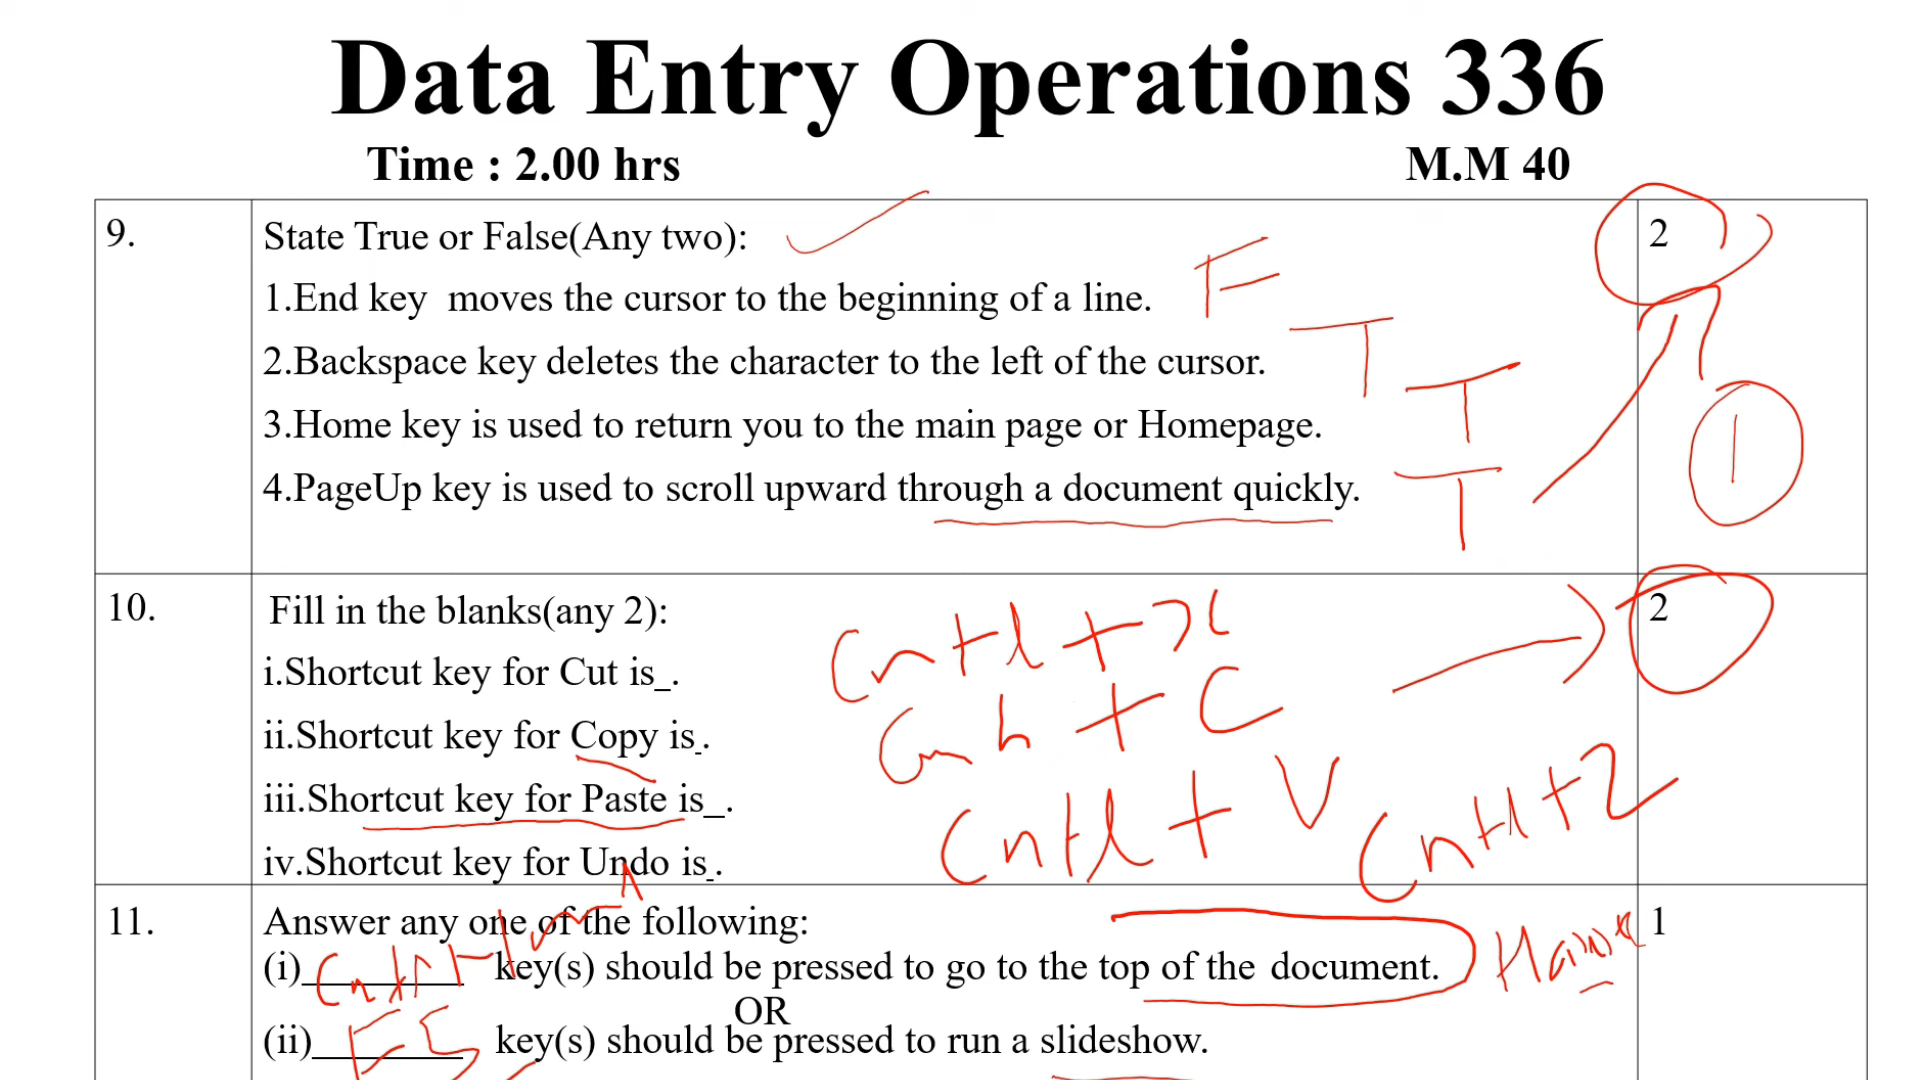 Data Entry Operations 336
Time : 2.00 hrs M.M 40
9. State True or False(Any two): 2
1.End key moves the cursor to the beginning of a line. F
2.Backspace key deletes the character to the left of the cursor. T
3.Home key is used to return you to the main page or Homepage. T
4.PageUp key is used to scroll upward through a document quickly. T
1
10. Fill in the blanks(any 2): 2
i.Shortcut key for Cut is_. Cntl + x
ii.Shortcut key for Copy is_. + C
iii.Shortcut key for Paste is_. Cntl + V
iv.Shortcut key for Undo is_. Cntl + Z
11. Answer any one of the following: 1
(i)________ key(s) should be pressed to go to the top of the document. Home
OR
(ii)________ key(s) should be pressed to run a slideshow.
F5